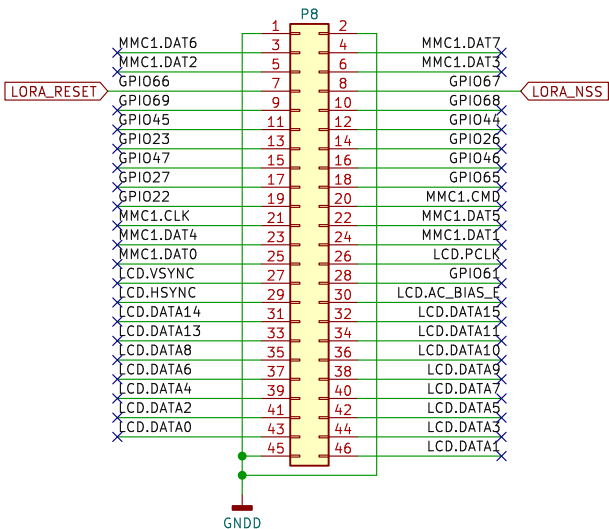 P8
1 2
MMC1.DAT6 3 4 MMC1.DAT7
MMC1.DAT2 5 6 MMC1.DAT3
LORA_RESET GPIO66 7 8 GPIO67 LORA_NSS
GPIO69 9 10 GPIO68
GPIO45 11 12 GPIO44
GPIO23 13 14 GPIO26
GPIO47 15 16 GPIO46
GPIO27 17 18 GPIO65
GPIO22 19 20 MMC1.CMD
MMC1.CLK 21 22 MMC1.DAT5
MMC1.DAT4 23 24 MMC1.DAT1
MMC1.DAT0 25 26 LCD.PCLK
LCD.VSYNC 27 28 GPIO61
LCD.HSYNC 29 30 LCD.AC_BIAS_E
LCD.DATA14 31 32 LCD.DATA15
LCD.DATA13 33 34 LCD.DATA11
LCD.DATA8 35 36 LCD.DATA10
LCD.DATA6 37 38 LCD.DATA9
LCD.DATA4 39 40 LCD.DATA7
LCD.DATA2 41 42 LCD.DATA5
LCD.DATA0 43 44 LCD.DATA3
45 46 LCD.DATA1
GNDD